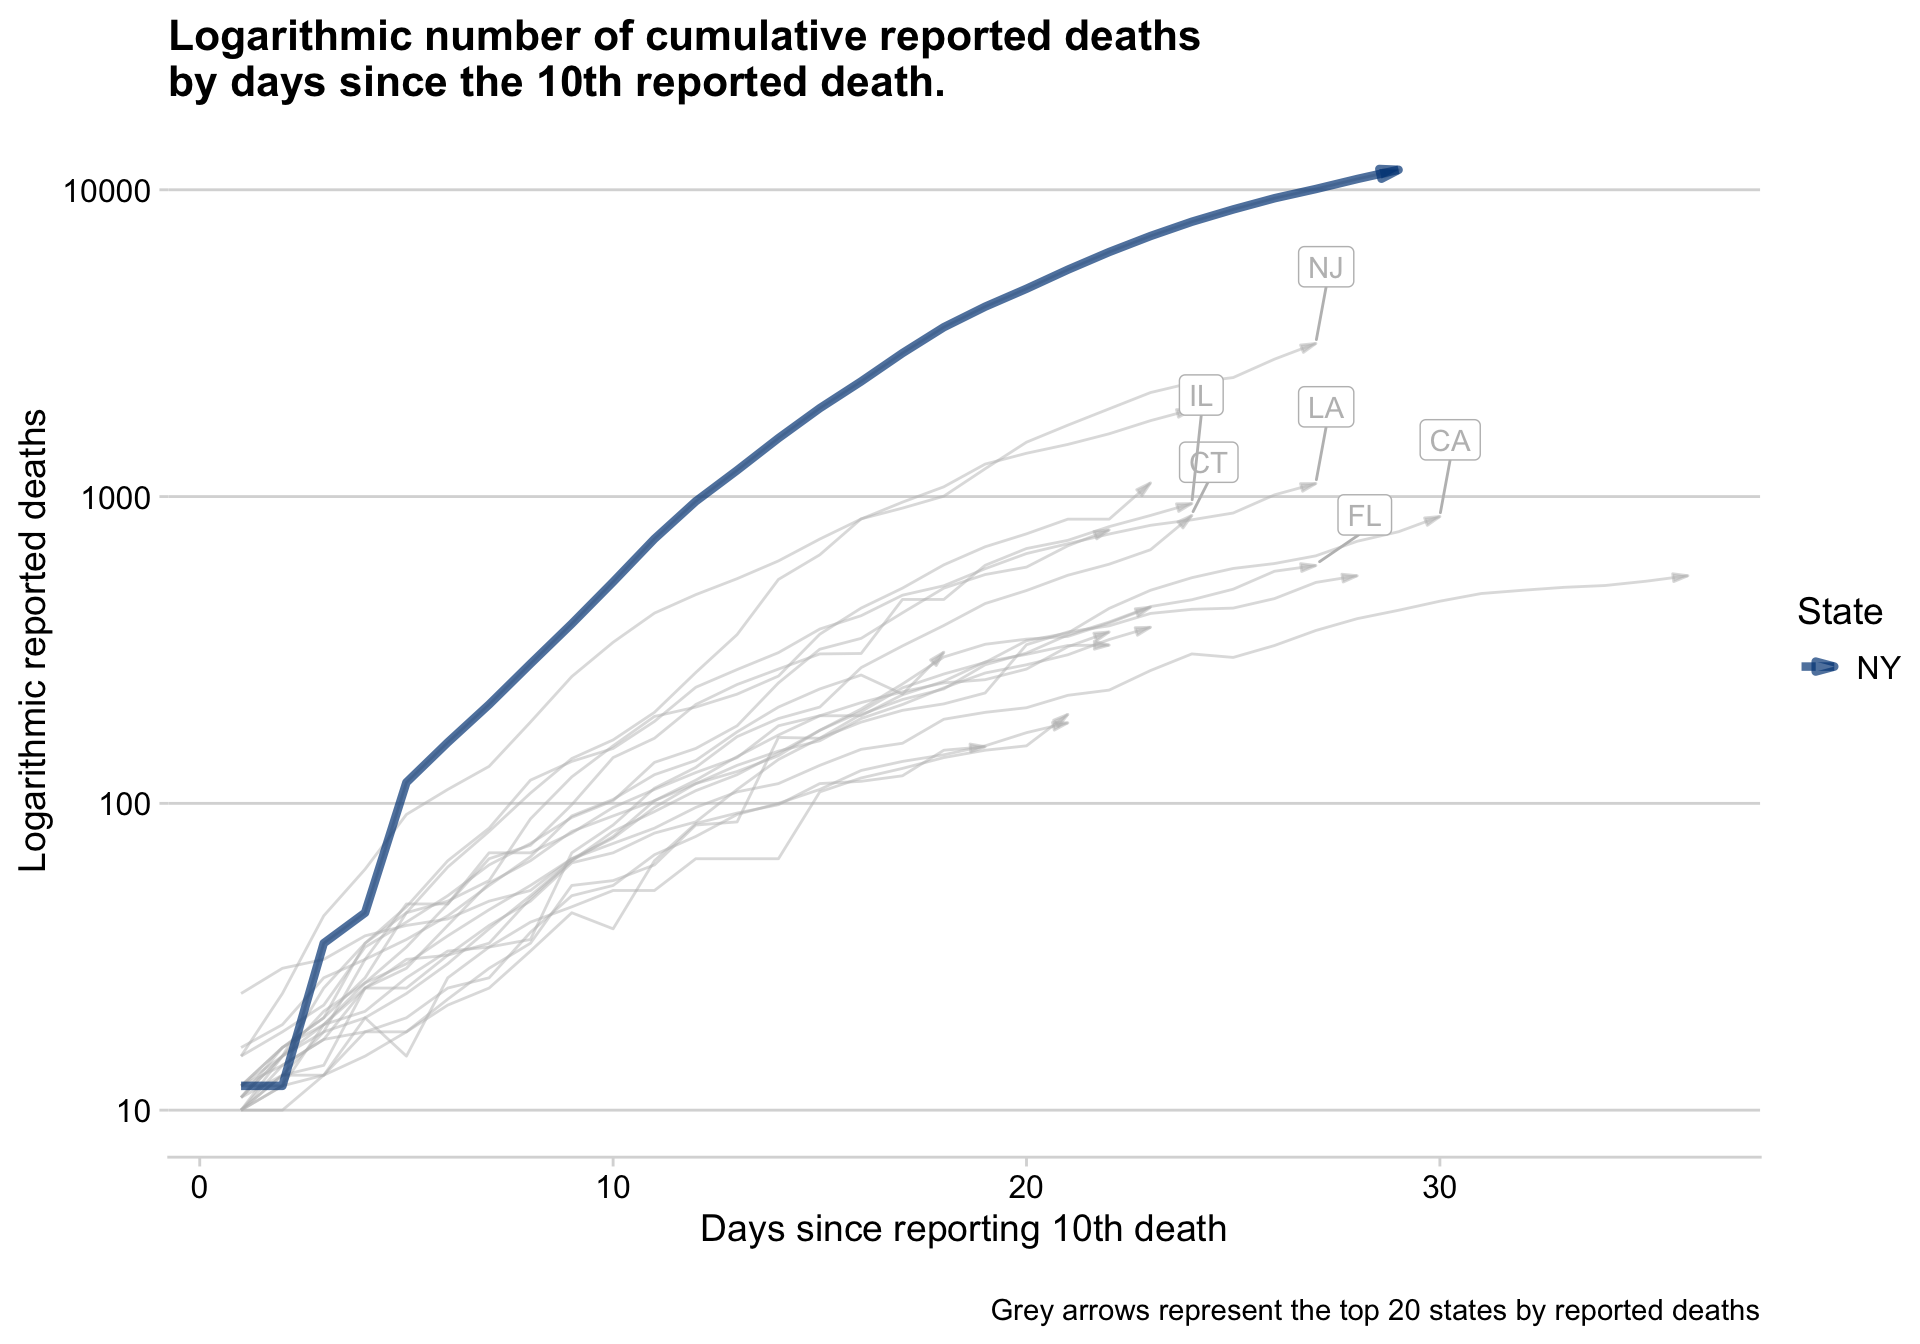 Logarithmic number of cumulative reported deaths
by days since the 10th reported death.
Logarithmic reported deaths
10000
1000
100
10
NJ
IL
LA
CA
CT
FL
State
NY
0
10
20
30
Days since reporting 10th death
Grey arrows represent the top 20 states by reported deaths